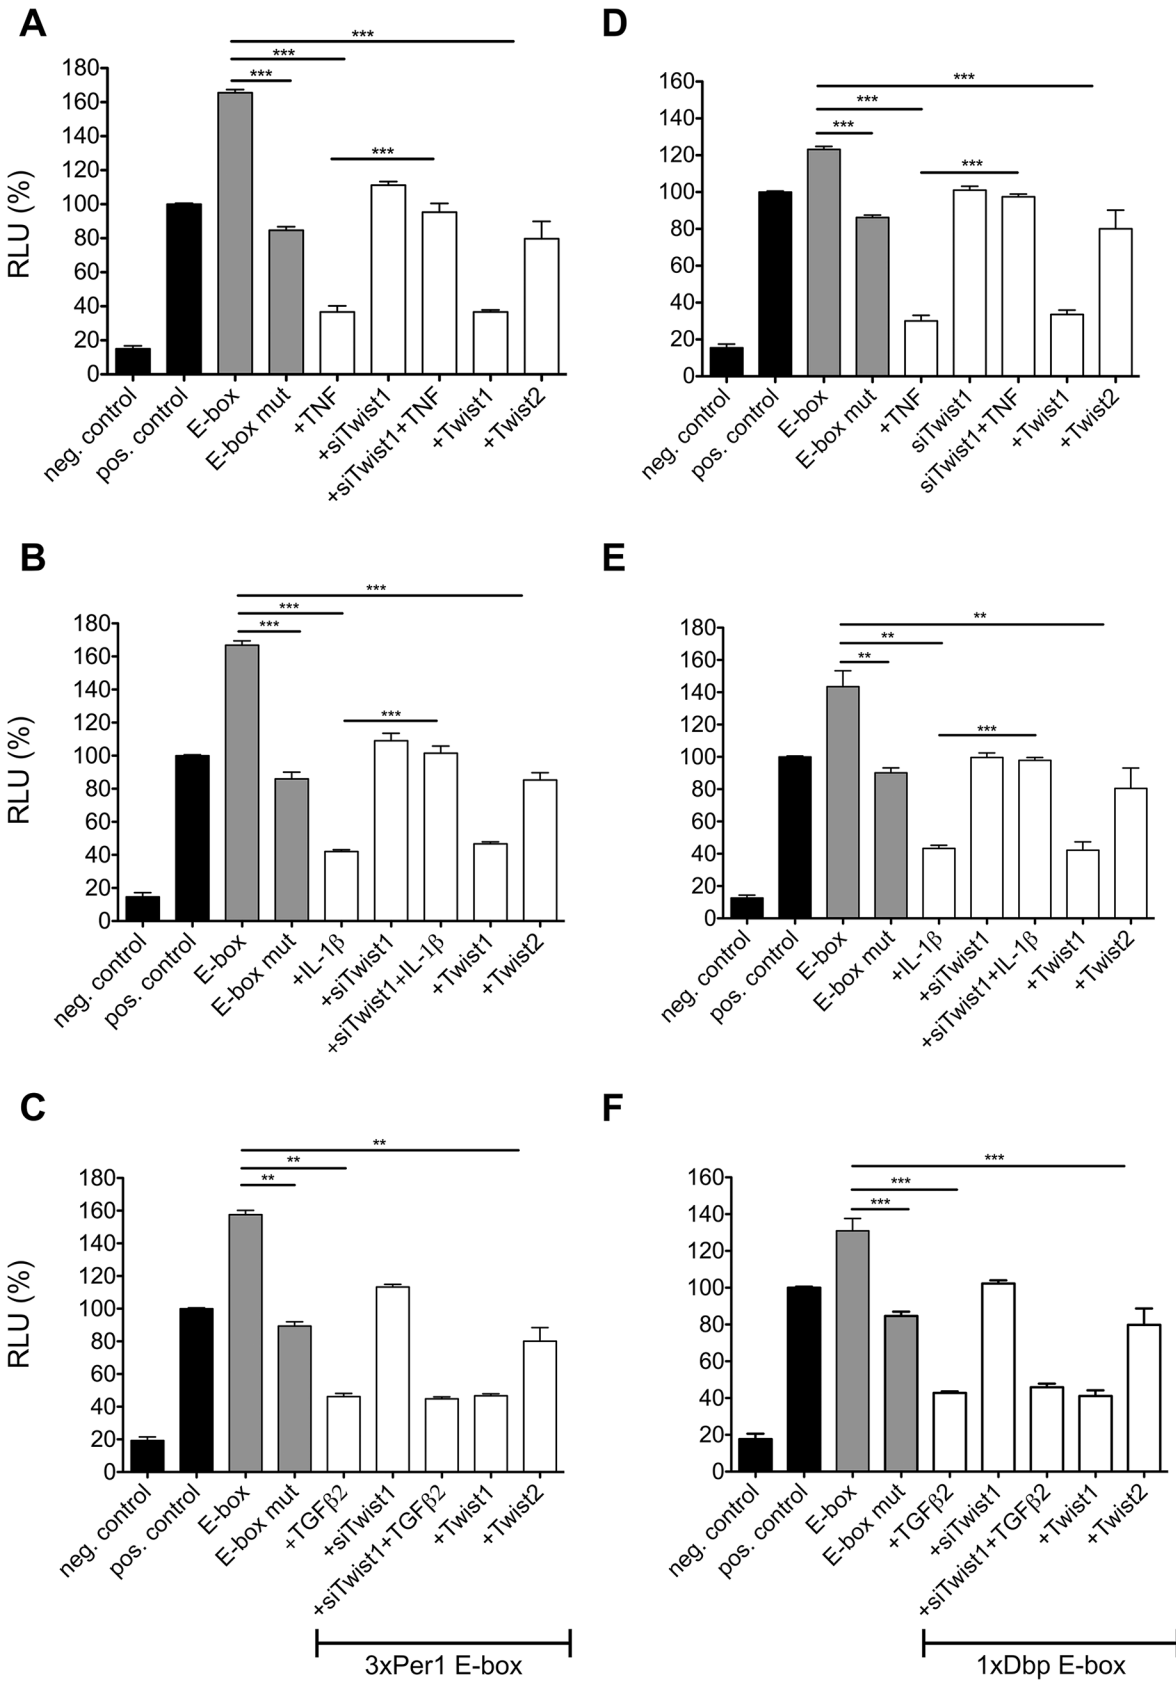 A
***
***
***
***
RLU (%)
180
160
140
120
100
80
60
40
20
0
neg. control
pos. control
E-box
E-box mut
+TNF
+siTwist1
+siTwist1+TNF
+Twist1
+Twist2
D
***
***
***
***
160
140
120
100
80
60
40
20
0
neg. control
pos. control
E-box
E-box mut
+TNF
siTwist1
siTwist1+TNF
+Twist1
+Twist2
B
***
***
***
***
RLU (%)
180
160
140
120
100
80
60
40
20
0
neg. control
pos. control
E-box
E-box mut
+IL-1β
+siTwist1
+siTwist1+IL-1β
+Twist1
+Twist2
E
**
**
**
***
180
160
140
120
100
80
60
40
20
0
neg. control
pos. control
E-box
E-box mut
+IL-1β
+siTwist1
+siTwist1+IL-1β
+Twist1
+Twist2
C
**
**
**
RLU (%)
180
160
140
120
100
80
60
40
20
0
neg. control
pos. control
E-box
E-box mut
+TGFβ2
+siTwist1
+siTwist1+TGFβ2
+Twist1
+Twist2
3xPer1 E-box
F
***
***
***
160
140
120
100
80
60
40
20
0
neg. control
pos. control
E-box
E-box mut
+TGFβ2
+siTwist1
+siTwist1+TGFβ2
+Twist1
+Twist2
1xDbp E-box